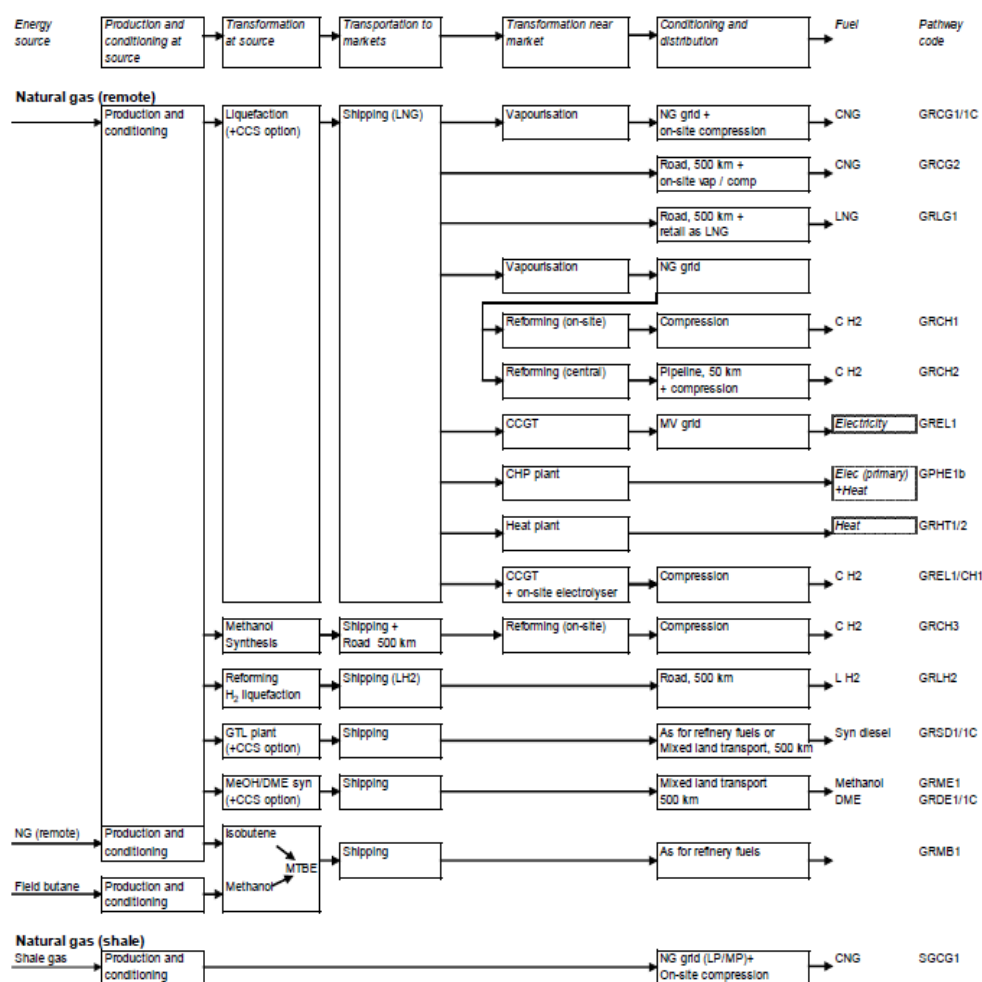 Energy source
Production and conditioning at source
Transformation at source
Transportation to markets
Transformation near market
Conditioning and distribution
Fuel
Pathway code
Natural gas (remote)
Production and conditioning
Liquefaction (+CCS option)
Shipping (LNG)
Vapourisation
NG grid + on-site compression
CNG
GRCG1/1C
Road, 500 km + on-site vap / comp
CNG
GRCG2
Road, 500 km + retail as LNG
LNG
GRLG1
Vapourisation
NG grid
Reforming (on-site)
Compression
C H2
GRCH1
Reforming (central)
Pipeline, 50 km + compression
C H2
GRCH2
CCGT
MV grid
Electricity
GREL1
CHP plant
Elec (primary) +Heat
GPHE1b
Heat plant
Heat
GRHT1/2
CCGT + on-site electrolyser
Compression
C H2
GREL1/CH1
Methanol Synthesis
Shipping + Road 500 km
Reforming (on-site)
Compression
C H2
GRCH3
Reforming H2 liquefaction
Shipping (LH2)
Road, 500 km
L H2
GRLH2
GTL plant (+CCS option)
Shipping
As for refinery fuels or Mixed land transport, 500 km
Syn diesel
GRSD1/1C
MeOH/DME syn (+CCS option)
Shipping
Mixed land transport 500 km
Methanol
DME
GRME1
GRDE1/1C
NG (remote)
Production and conditioning
Isobutene
MTBE
Methanol
Shipping
As for refinery fuels
GRMB1
Field butane
Production and conditioning
Natural gas (shale)
Shale gas
Production and conditioning
NG grid (LP/MP)+ On-site compression
CNG
SGCG1